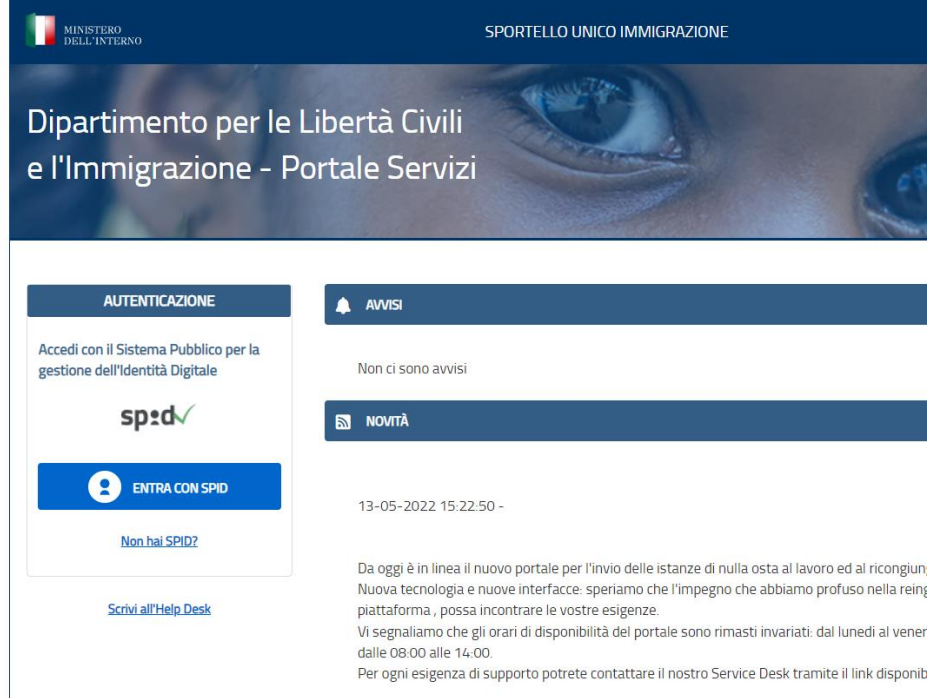 MINISTERO
DELL'INTERNO
SPORTELLO UNICO IMMIGRAZIONE
Dipartimento per le Libertà Civili
e l'Immigrazione - Portale Servizi
AUTENTICAZIONE
Accedi con il Sistema Pubblico per la
gestione dell'Identità Digitale
spid
ENTRA CON SPID
Non hai SPID?
Scrivi all'Help Desk
AVVISI
Non ci sono avvisi
NOVITÀ
13-05-2022 15:22:50 -
Da oggi è in linea il nuovo portale per l'invio delle istanze di nulla osta al lavoro ed al
Nuova tecnologia e nuove interfacce: speriamo che l'impegno che abbiamo profuso nella
piattaforma , possa incontrare le vostre esigenze.
Vi segnaliamo che gli orari di disponibilità del portale sono rimasti invariati: dal lunedi al
dalle 08:00 alle 14:00.
Per ogni esigenza di supporto potrete contattare il nostro Service Desk tramite il link